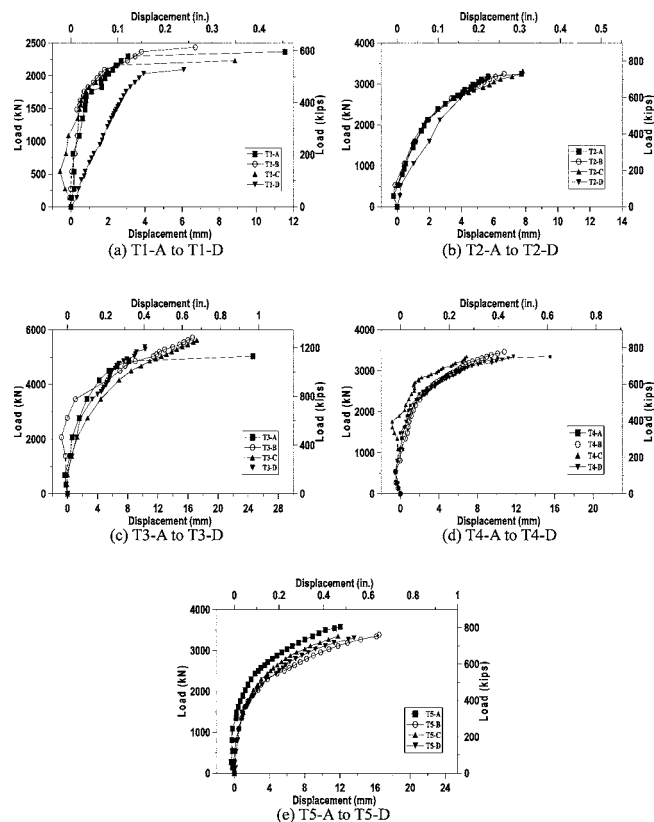 Displacement (in.)
0 0.1 0.2 0.3 0.4 0.5
2500
2000
1500
1000
500
0
Load (kN)
600
400
200
0
Load (kips)
T1-A
T1-B
T1-C
T1-D
0 2 4 6 8 10 12
Displacement (mm)
(a) T1-A to T1-D
Displacement (in.)
0 0.1 0.2 0.3 0.4 0.5
4000
3000
2000
1000
0
Load (kN)
800
600
400
200
0
Load (kips)
T2-A
T2-B
T2-C
T2-D
0 2 4 6 8 10 12 14
Displacement (mm)
(b) T2-A to T2-D
Displacement (in.)
0 0.2 0.4 0.6 0.8 1
6000
4000
2000
0
Load (kN)
1200
800
400
0
Load (kips)
T3-A
T3-B
T3-C
T3-D
0 4 8 12 16 20 24 28
Displacement (mm)
(c) T3-A to T3-D
Displacement (in.)
0 0.2 0.4 0.6 0.8
4000
3000
2000
1000
0
Load (kN)
800
600
400
200
0
Load (kips)
T4-A
T4-B
T4-C
T4-D
0 4 8 12 16 20
Displacement (mm)
(d) T4-A to T4-D
Displacement (in.)
0 0.2 0.4 0.6 0.8 1
4000
3000
2000
1000
0
Load (kN)
800
600
400
200
0
Load (kips)
T5-A
T5-B
T5-C
T5-D
0 4 8 12 16 20 24
Displacement (mm)
(e) T5-A to T5-D